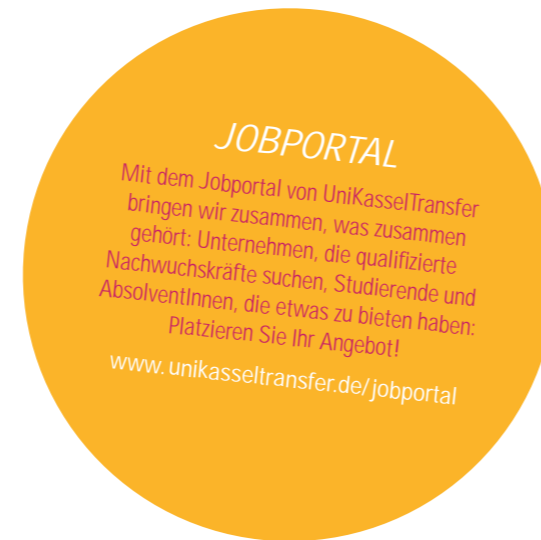 JOBPORTAL
Mit dem Jobportal von UniKasselTransfer
bringen wir zusammen, was zusammen
gehört: Unternehmen, die qualifizierte
Nachwuchskräfte suchen, Studierende und
AbsolventInnen, die etwas zu bieten haben:
Platzieren Sie Ihr Angebot!
www.unikasseltransfer.de/jobportal